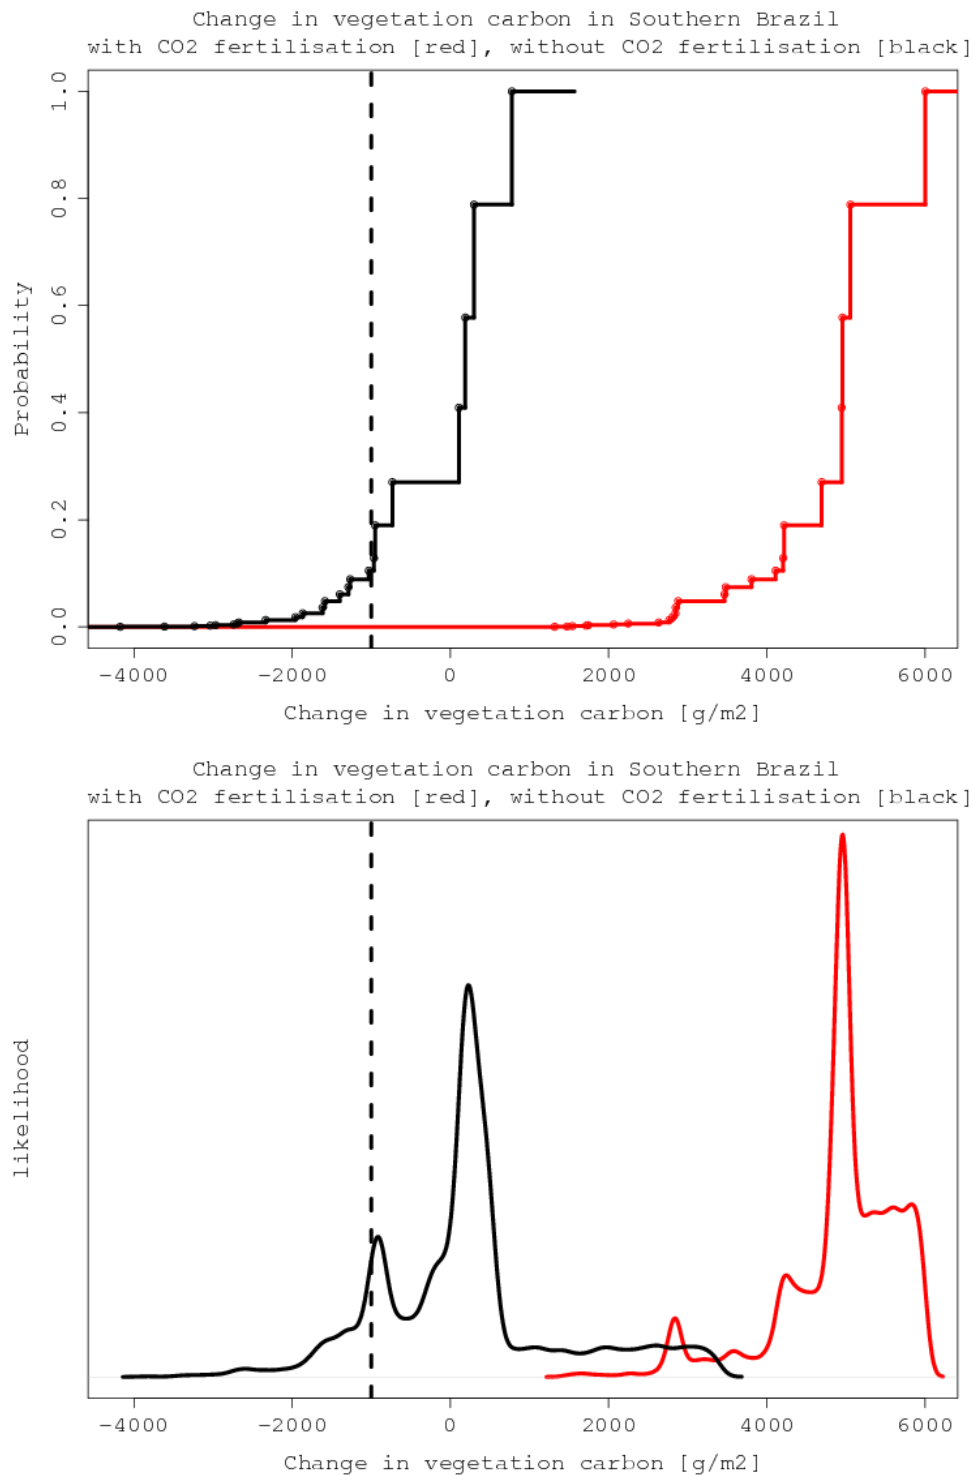 Change in vegetation carbon in Southern Brazil
with CO2 fertilisation [red], without CO2 fertilisation [black]
1.0
0.8
0.6
0.4
0.2
0.0
Probability
-4000 -2000 0 2000 4000 6000
Change in vegetation carbon [g/m2]
Change in vegetation carbon in Southern Brazil
with CO2 fertilisation [red], without CO2 fertilisation [black]
likelihood
-4000 -2000 0 2000 4000 6000
Change in vegetation carbon [g/m2]